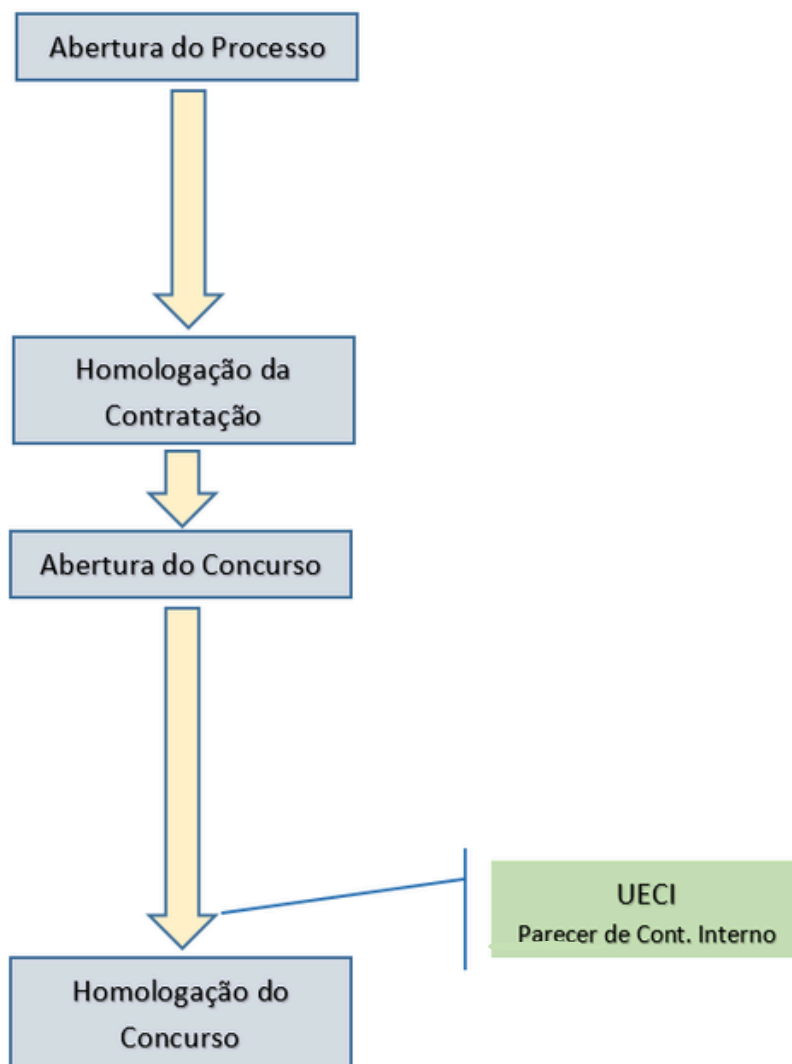 Abertura do Processo
Homologação da
Contratação
Abertura do Concurso
UECI
Parecer de Cont. Interno
Homologação do
Concurso